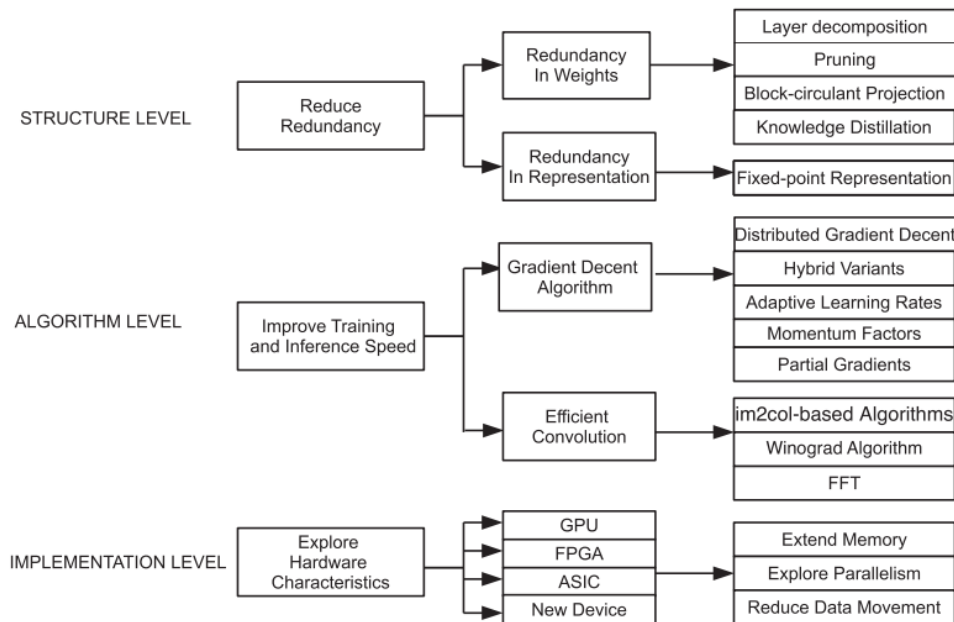 STRUCTURE LEVEL
Reduce
Redundancy
Redundancy
In Weights
Layer decomposition
Pruning
Block-circulant Projection
Knowledge Distillation
Redundancy
In Representation
Fixed-point Representation
ALGORITHM LEVEL
Improve Training
and Inference Speed
Gradient Decent
Algorithm
Distributed Gradient Decent
Hybrid Variants
Adaptive Learning Rates
Momentum Factors
Partial Gradients
Efficient
Convolution
im2col-based Algorithms
Winograd Algorithm
FFT
IMPLEMENTATION LEVEL
Explore
Hardware
Characteristics
GPU
FPGA
ASIC
New Device
Extend Memory
Explore Parallelism
Reduce Data Movement